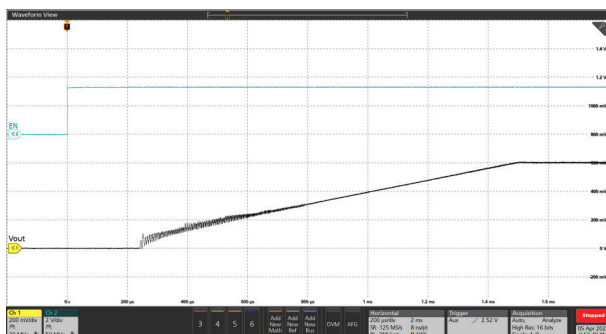 Waveform View
T
1.4 V
1.2 V
1000 mV
EN
C 2
800 mV
600 mV
400 mV
200 mV
Vout
C 1
-200 mV
0 s
200 µs
400 µs
600 µs
800 µs
1 ms
1.2 ms
1.4 ms
1.6 ms
Ch 1
200 mV/div
Ch 2
2 V/div
3
4
5
6
Add New Math
Add New Ref
Add New Bus
DVM
AFG
Horizontal
200 µs/div
2 ms
SR: 125 MS/s
8 ns/pt
Trigger
Aux
2.52 V
Acquisition
Auto,
Analyze
High Res: 16 bits
Stopped